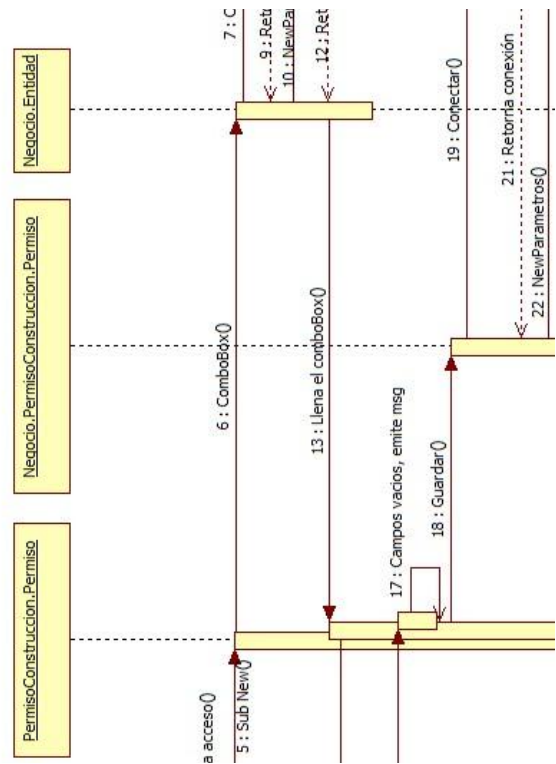 Negocio.Entidad
Negocio.PermisoConstruccion.Permiso
PermisoConstruccion.Permiso
a acceso()
5 : Sub New()
6 : ComboBox()
7 : C
9 : Ret
10 : NewPa
12 : Ret
13 : Llena el comboBox()
17 : Campos vacios, emite msg
18 : Guardar()
19 : Conectar()
21 : Retorna conexión
22 : NewParametros()